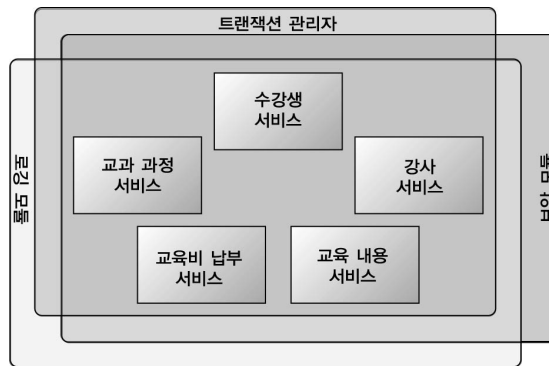 트랜잭션 관리자
수강생
서비스
교과 과정
서비스
강사
서비스
교육비 납부
서비스
교육 내용
서비스
로깅 모듈